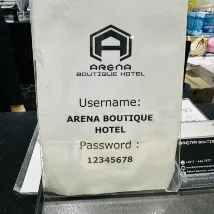 ARENA
BOUTIQUE HOTEL
Username:
ARENA BOUTIQUE
HOTEL
Password :
12345678